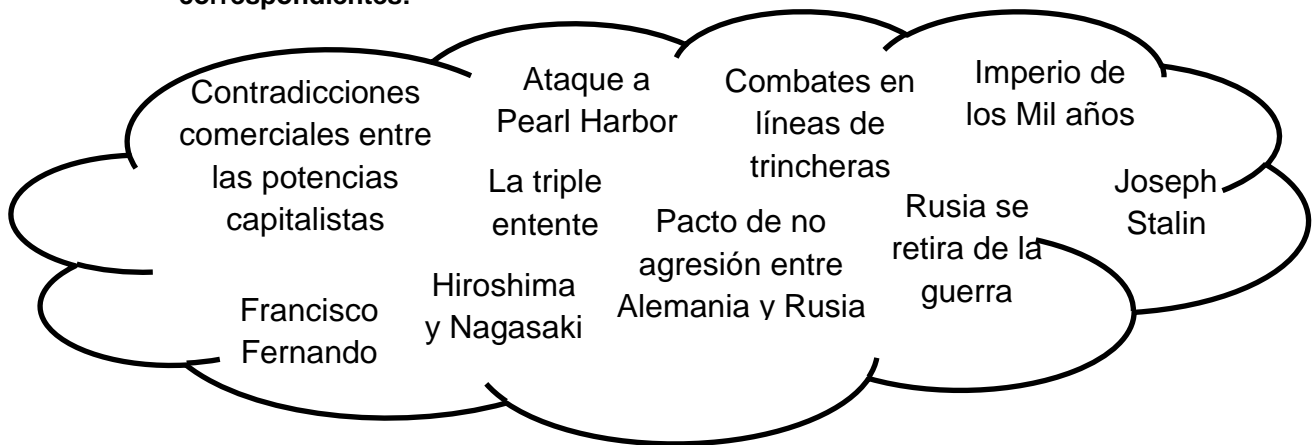 correspondientes.
Contradicciones
comerciales entre
las potencias
capitalistas
Ataque a
Pearl Harbor
Combates en
líneas de
trincheras
Imperio de
los Mil años
La triple
entente
Pacto de no
agresión entre
Alemania y Rusia
Rusia se
retira de la
guerra
Joseph
Stalin
Francisco
Fernando
Hiroshima
y Nagasaki